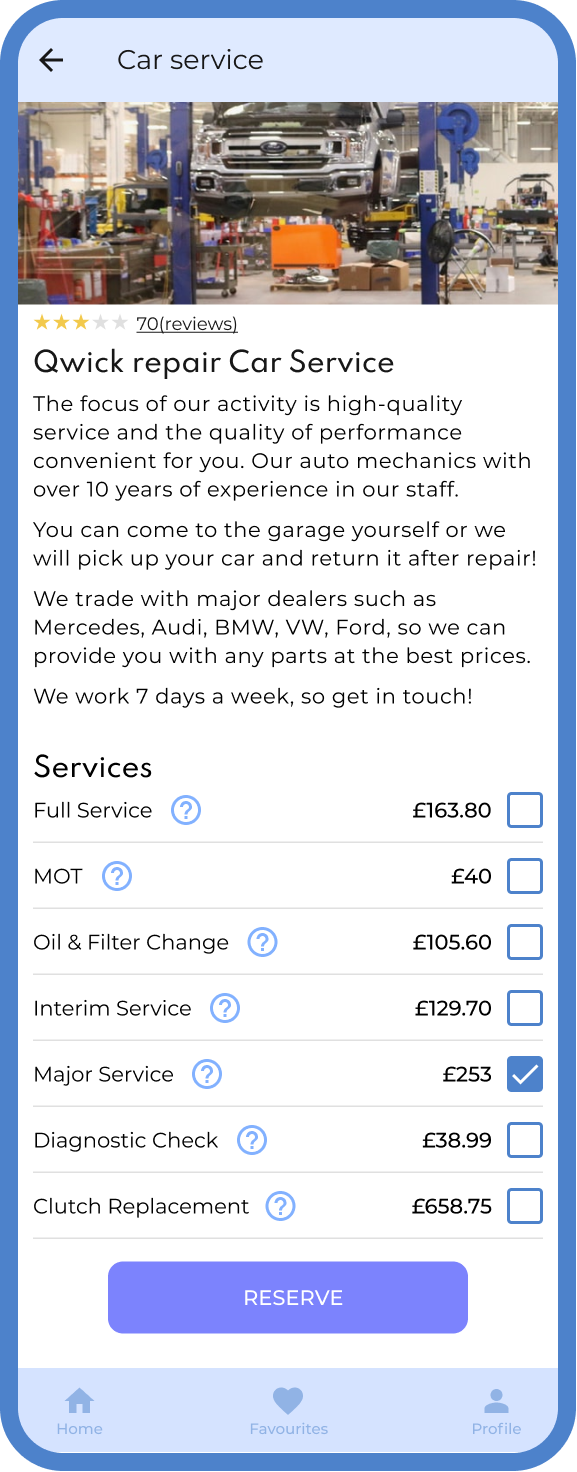 Car service
70(reviews)
Qwick repair Car Service
The focus of our activity is high-quality
service and the quality of performance
convenient for you. Our auto mechanics with
over 10 years of experience in our staff.
You can come to the garage yourself or we
will pick up your car and return it after repair!
We trade with major dealers such as
Mercedes, Audi, BMW, VW, Ford, so we can
provide you with any parts at the best prices.
We work 7 days a week, so get in touch!
Services
Full Service ? £163.80
MOT ? £40
Oil & Filter Change ? £105.60
Interim Service ? £129.70
Major Service ? £253
Diagnostic Check ? £38.99
Clutch Replacement ? £658.75
RESERVE
Home Favourites Profile